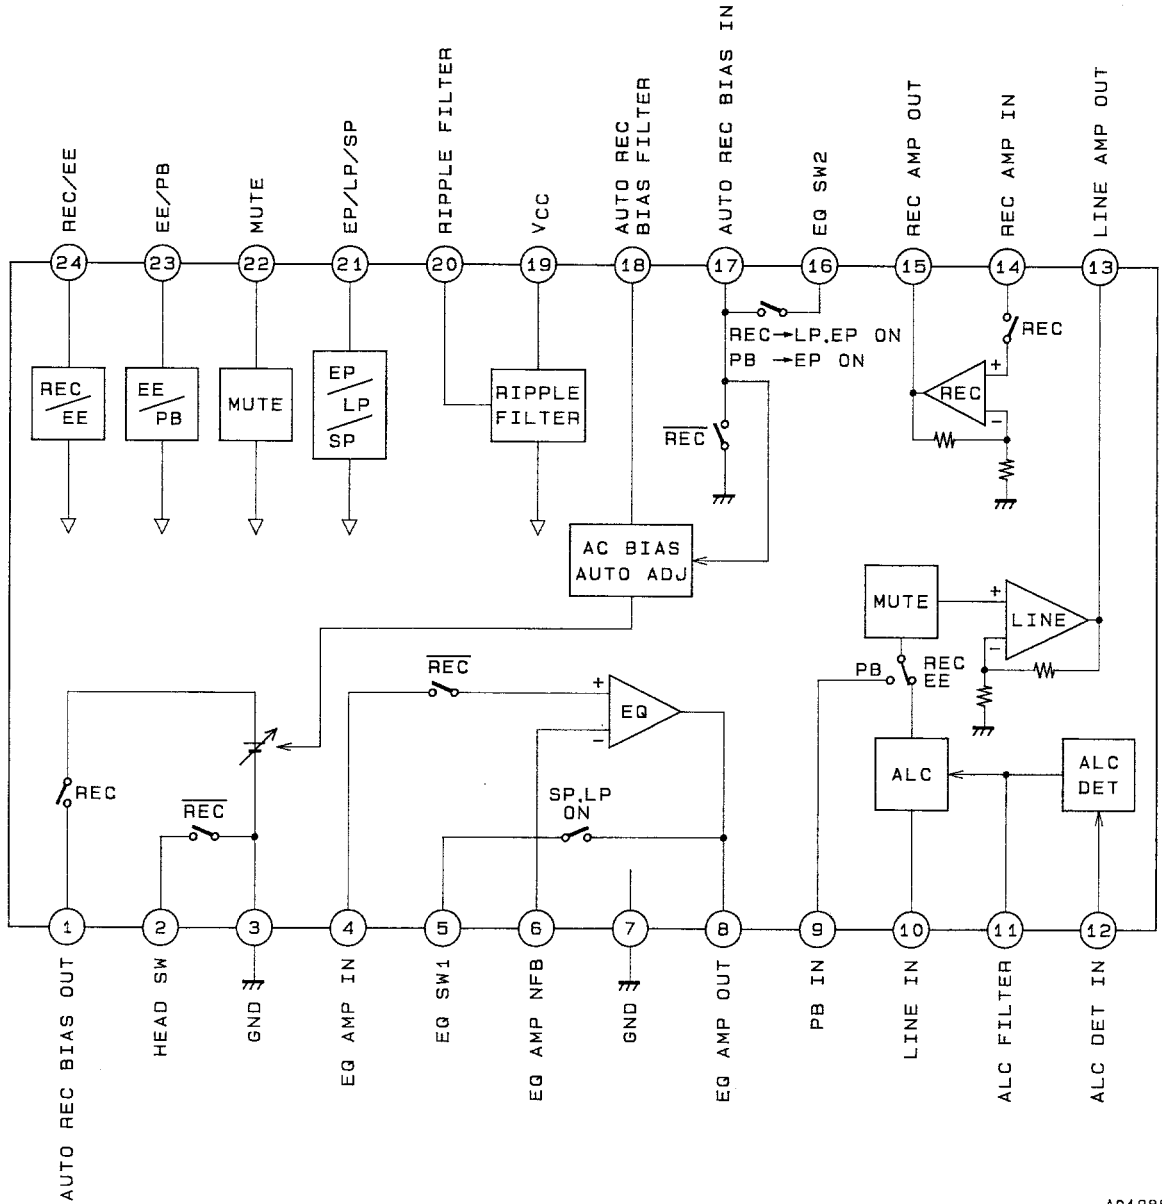 REC/EE
EE/PB
MUTE
EP/LP/SP
RIPPLE FILTER
VCC
AUTO REC
BIAS FILTER
AUTO REC BIAS IN
EQ SW2
REC AMP OUT
REC AMP IN
LINE AMP OUT
24
23
22
21
20
19
18
17
16
15
14
13
REC
EE
EE
PB
MUTE
EP
LP
SP
RIPPLE
FILTER
REC→LP,EP ON
PB →EP ON
REC
REC
+
REC
−
AC BIAS
AUTO ADJ
MUTE
+
LINE
−
PB
REC
EE
REC
+
EQ
−
REC
REC
SP,LP
ON
ALC
ALC
DET
1
2
3
4
5
6
7
8
9
10
11
12
AUTO REC BIAS OUT
HEAD SW
GND
EQ AMP IN
EQ SW1
EQ AMP NFB
GND
EQ AMP OUT
PB IN
LINE IN
ALC FILTER
ALC DET IN